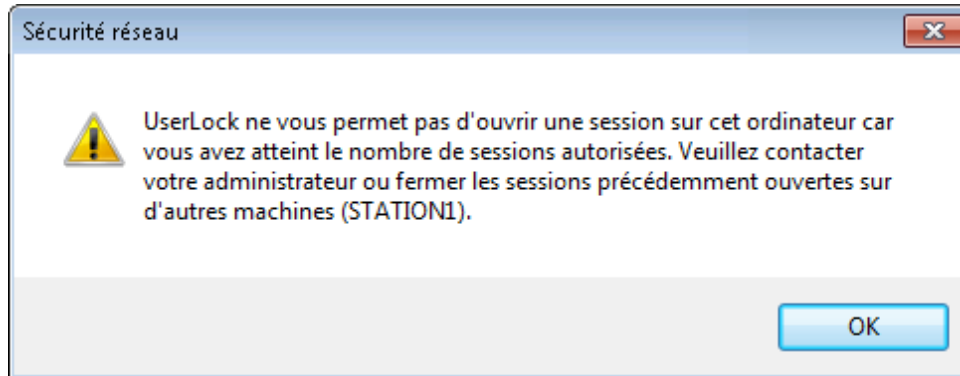 Sécurité réseau
UserLock ne vous permet pas d'ouvrir une session sur cet ordinateur car
vous avez atteint le nombre de sessions autorisées. Veuillez contacter
votre administrateur ou fermer les sessions précédemment ouvertes sur
d'autres machines (STATION1).
OK